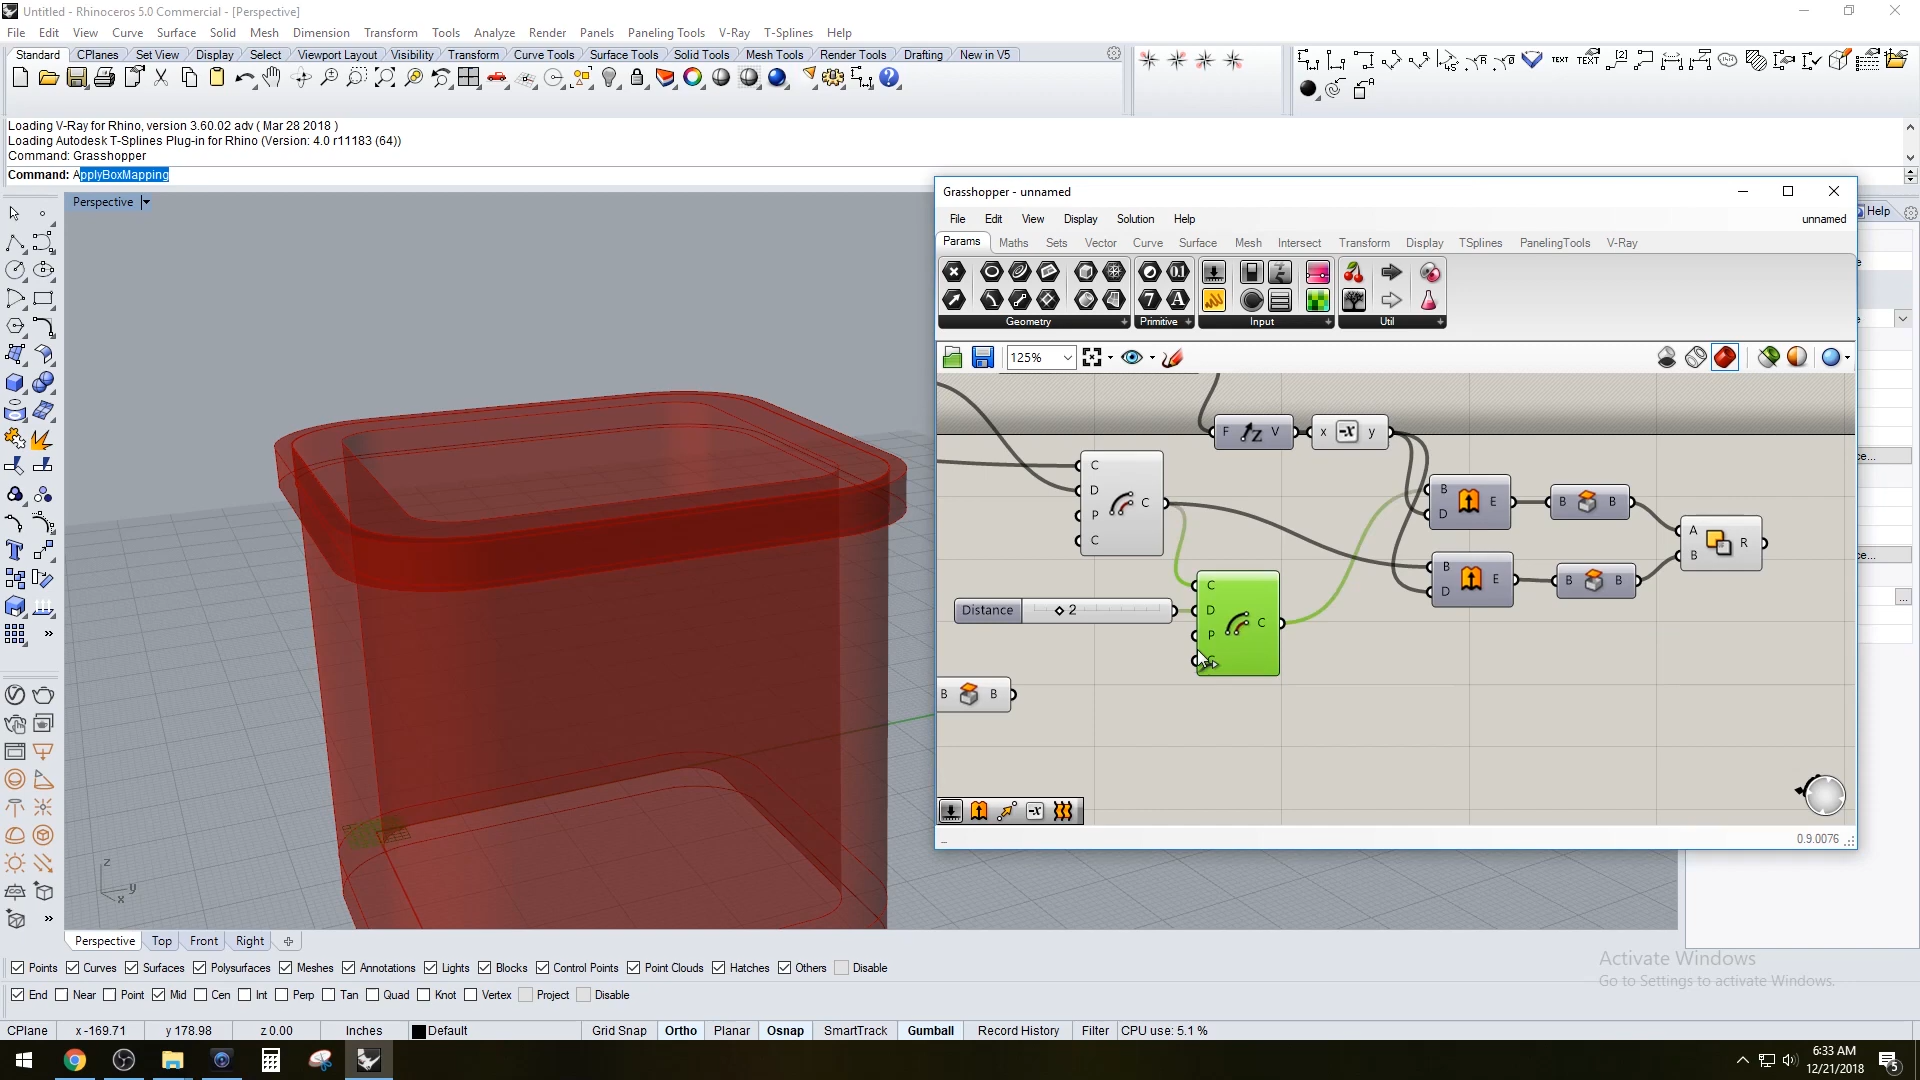 Untitled - Rhinoceros 5.0 Commercial - [Perspective]
File Edit View Curve Surface Solid Mesh Dimension Transform Tools Analyze Render Panels Paneling Tools V-Ray T-Splines Help
Standard CPlanes Set View Display Select Viewport Layout Visibility Transform Curve Tools Surface Tools Solid Tools Mesh Tools Render Tools Drafting New in V5
Loading V-Ray for Rhino, version 3.60.02 adv ( Mar 28 2018 )
Loading Autodesk T-Splines Plug-in for Rhino (Version: 4.0 r11183 (64))
Command: Grasshopper
Command: ApplyBoxMapping
Perspective
Grasshopper - unnamed
File Edit View Display Solution Help unnamed
Help
Params Maths Sets Vector Curve Surface Mesh Intersect Transform Display TSplines PanelingTools V-Ray
Geometry Primitive Input Util
125%
F Z V x -x y
C
D
P
C
C
B
D
E
B B
A
B
R
B
D
E
B B
Distance 2
C
D
P
C
B B
0.9.0076
z
y
x
Perspective Top Front Right
Points Curves Surfaces Polysurfaces Meshes Annotations Lights Blocks Control Points Point Clouds Hatches Others Disable
End Near Point Mid Cen Int Perp Tan Quad Knot Vertex Project Disable
Activate Windows
Go to Settings to activate Windows.
CPlane x-169.71 y 178.98 z 0.00 Inches Default Grid Snap Ortho Planar Osnap SmartTrack Gumball Record History Filter CPU use: 5.1 %
6:33 AM
12/21/2018
5